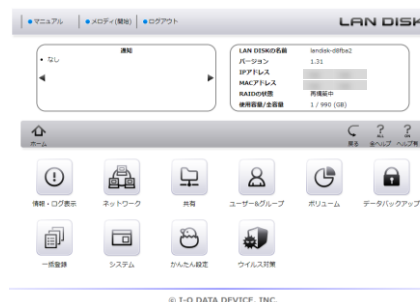 マニュアル メロディ(開始) ログアウト
LAN DISK
通知
なし
LAN DISKの名前 landisk-d8fba2
バージョン 1.31
IPアドレス
MACアドレス
RAIDの状態 再構築中
使用容量/全容量 1 / 990 (GB)
ホーム
戻る 全ヘルプ ヘルプ有
情報・ログ表示 ネットワーク 共有 ユーザー&グループ ボリューム データバックアップ
一括登録 システム かんたん設定 ウイルス対策
© I-O DATA DEVICE, INC.